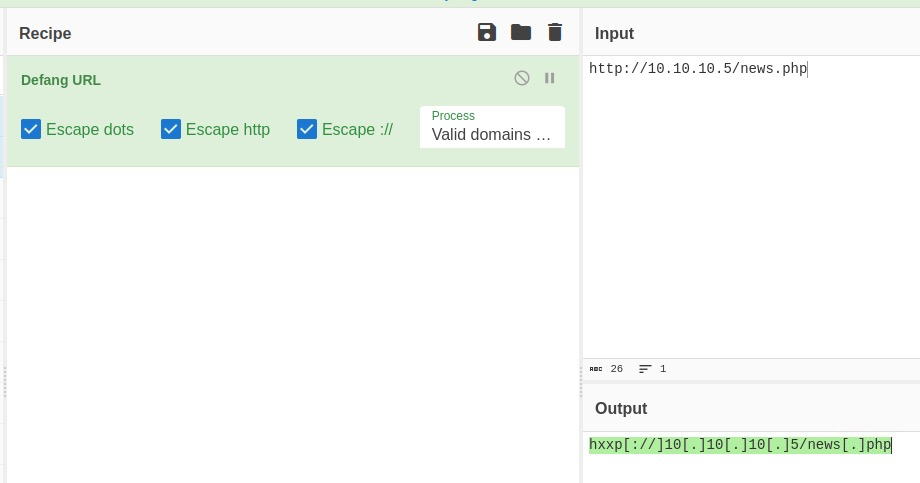 Recipe
Defang URL
Escape dots
Escape http
Escape ://
Process
Valid domains …
Input
http://10.10.10.5/news.php
ABC 26 1
Output
hxxp[://]10[.]10[.]10[.]5/news[.]php